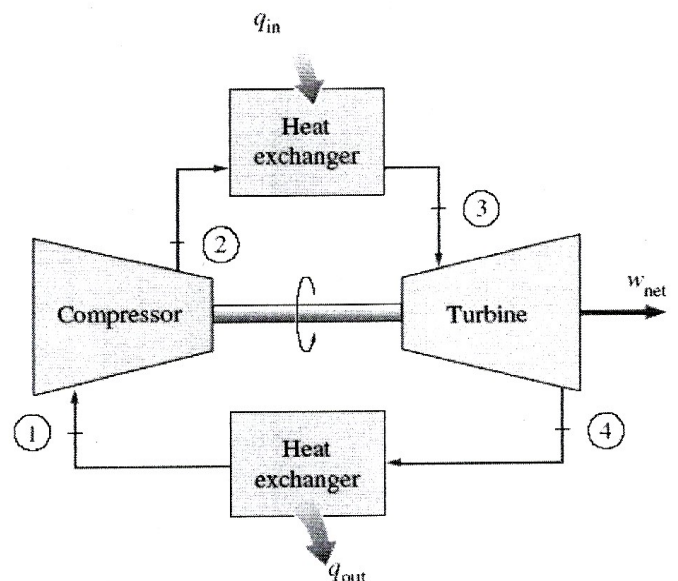 q_in
Heat
exchanger
3
2
w_net
Compressor
Turbine
1
4
Heat
exchanger
q_out